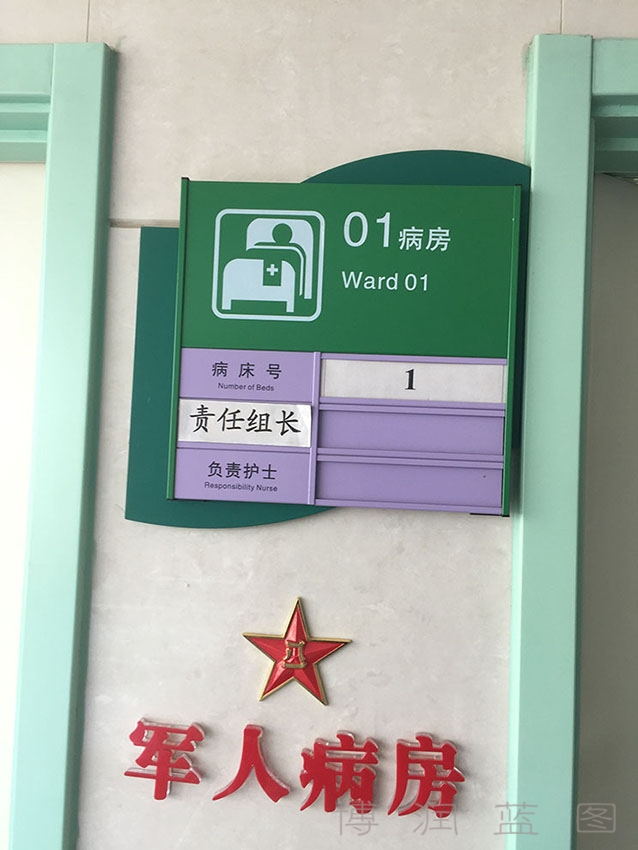 01病房
Ward 01
病床号
Number of Beds
1
责任组长
负责护士
Responsibility Nurse
八一
军人病房
博润蓝图